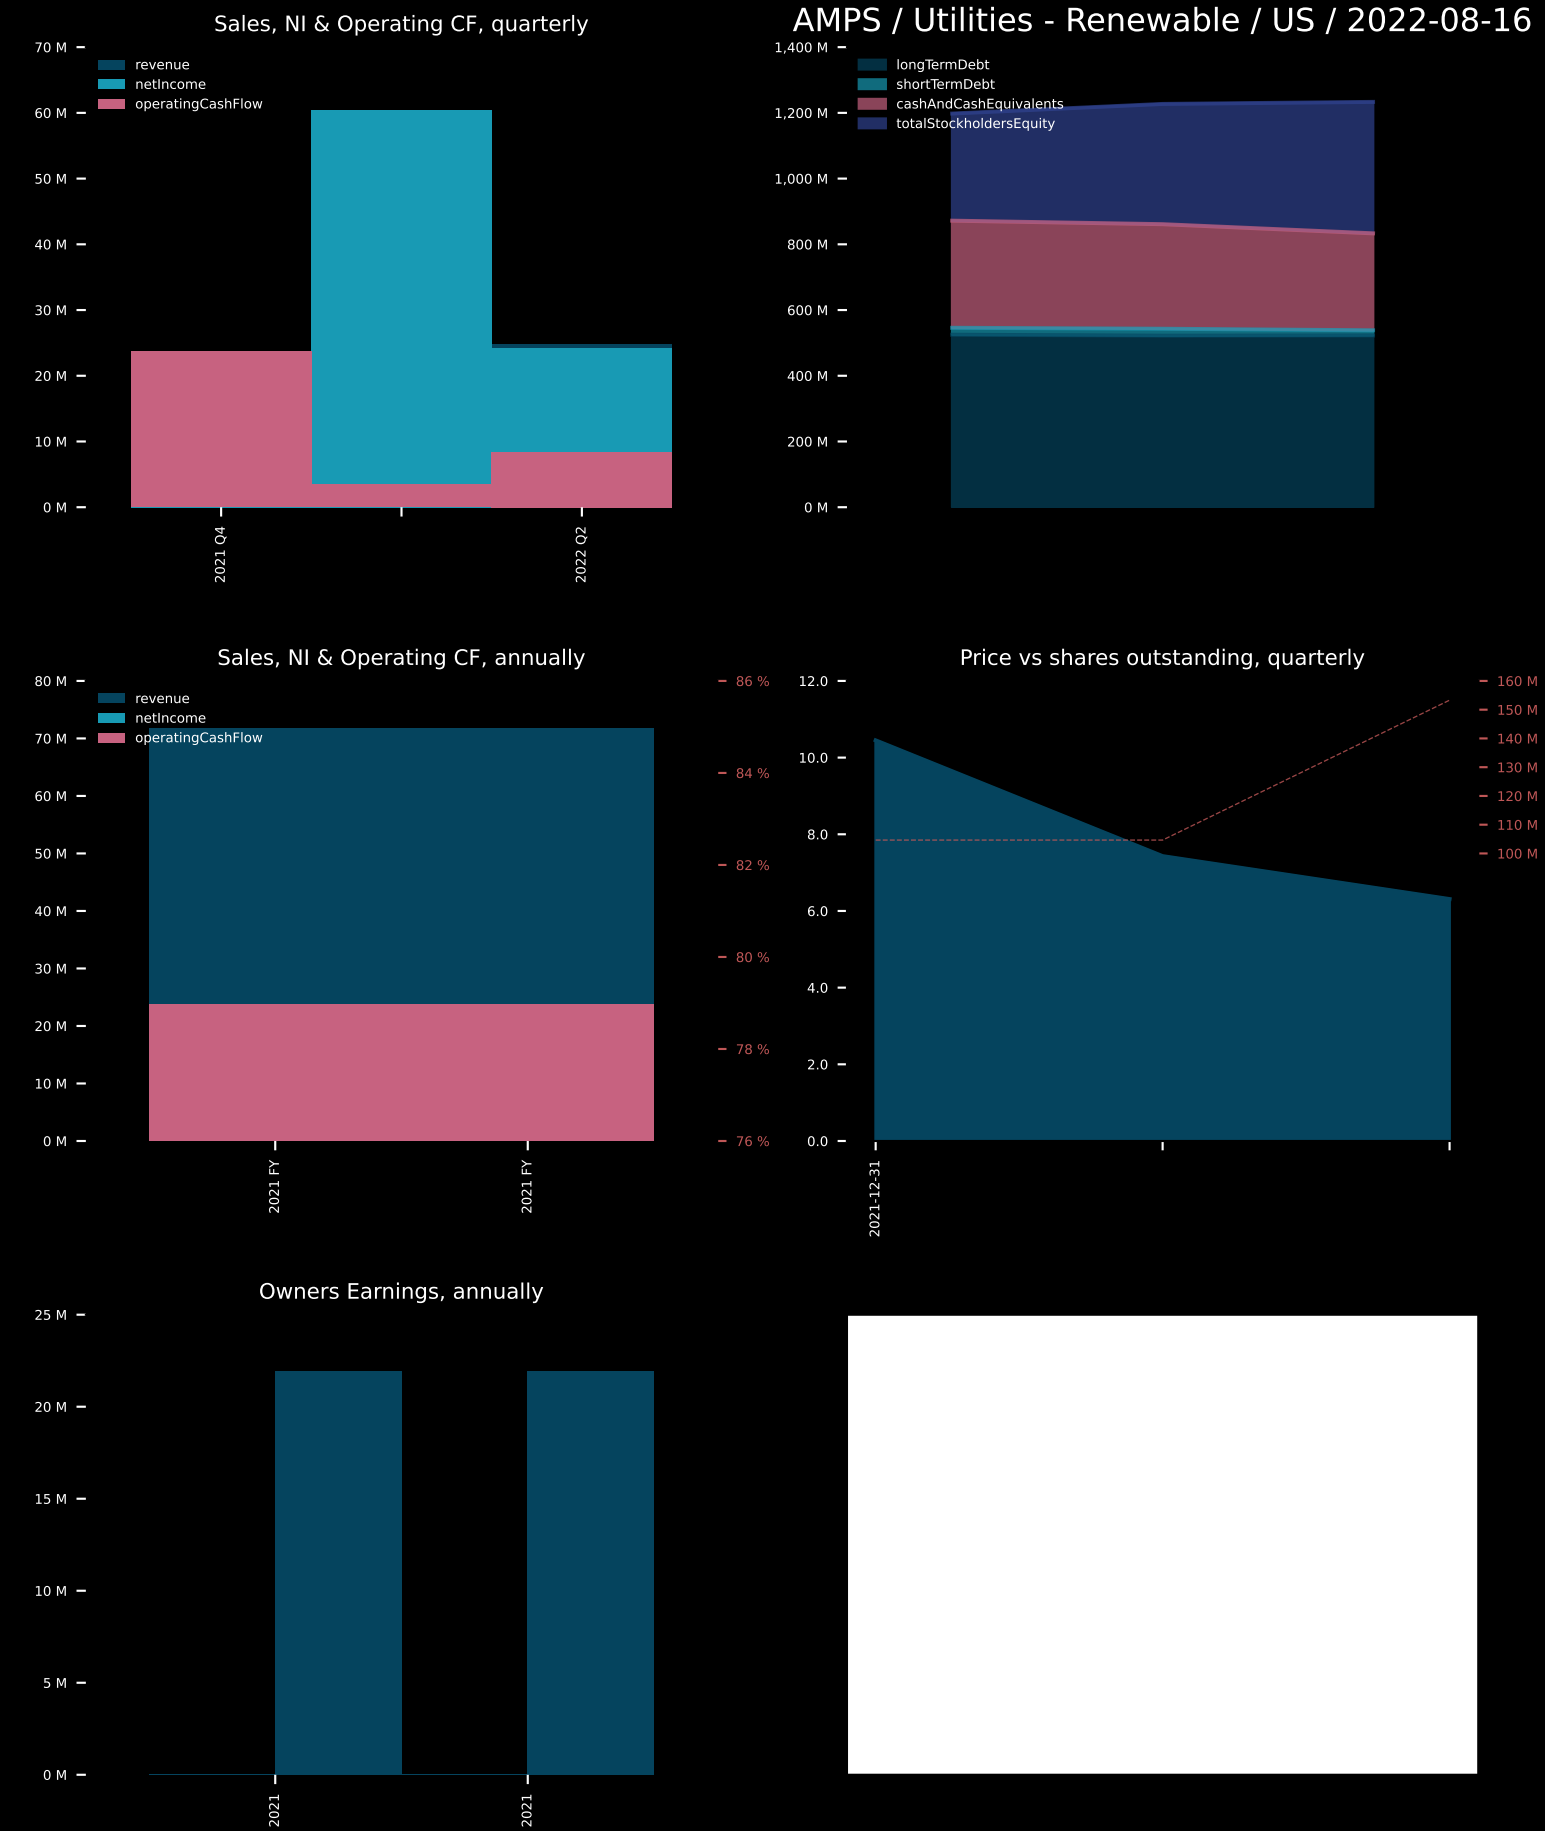 Sales, NI & Operating CF, quarterly
70 M
60 M
50 M
40 M
30 M
20 M
10 M
0 M
revenue
netIncome
operatingCashFlow
2021 Q4
2022 Q2
AMPS / Utilities - Renewable / US / 2022-08-16
1,400 M
1,200 M
1,000 M
800 M
600 M
400 M
200 M
0 M
longTermDebt
shortTermDebt
cashAndCashEquivalents
totalStockholdersEquity
Sales, NI & Operating CF, annually
80 M
70 M
60 M
50 M
40 M
30 M
20 M
10 M
0 M
revenue
netIncome
operatingCashFlow
86 %
84 %
82 %
80 %
78 %
76 %
2021 FY
2021 FY
Price vs shares outstanding, quarterly
12.0
10.0
8.0
6.0
4.0
2.0
0.0
160 M
150 M
140 M
130 M
120 M
110 M
100 M
2021-12-31
Owners Earnings, annually
25 M
20 M
15 M
10 M
5 M
0 M
2021
2021